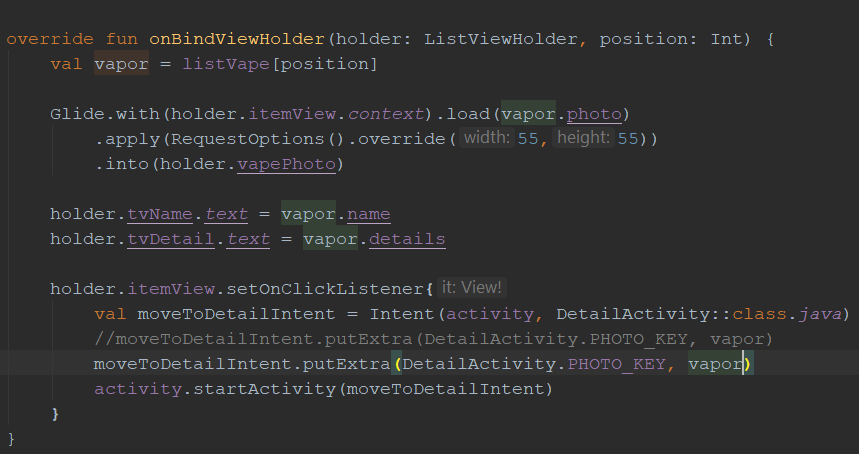 override fun onBindViewHolder(holder: ListViewHolder, position: Int) {
val vapor = listVape[position]
Glide.with(holder.itemView.context).load(vapor.photo)
.apply(RequestOptions().override( width: 55, height: 55))
.into(holder.vapePhoto)
holder.tvName.text = vapor.name
holder.tvDetail.text = vapor.details
holder.itemView.setOnClickListener{ it: View!
val moveToDetailIntent = Intent(activity, DetailActivity::class.java)
//moveToDetailIntent.putExtra(DetailActivity.PHOTO_KEY, vapor)
moveToDetailIntent.putExtra(DetailActivity.PHOTO_KEY, vapor)
activity.startActivity(moveToDetailIntent)
}
}